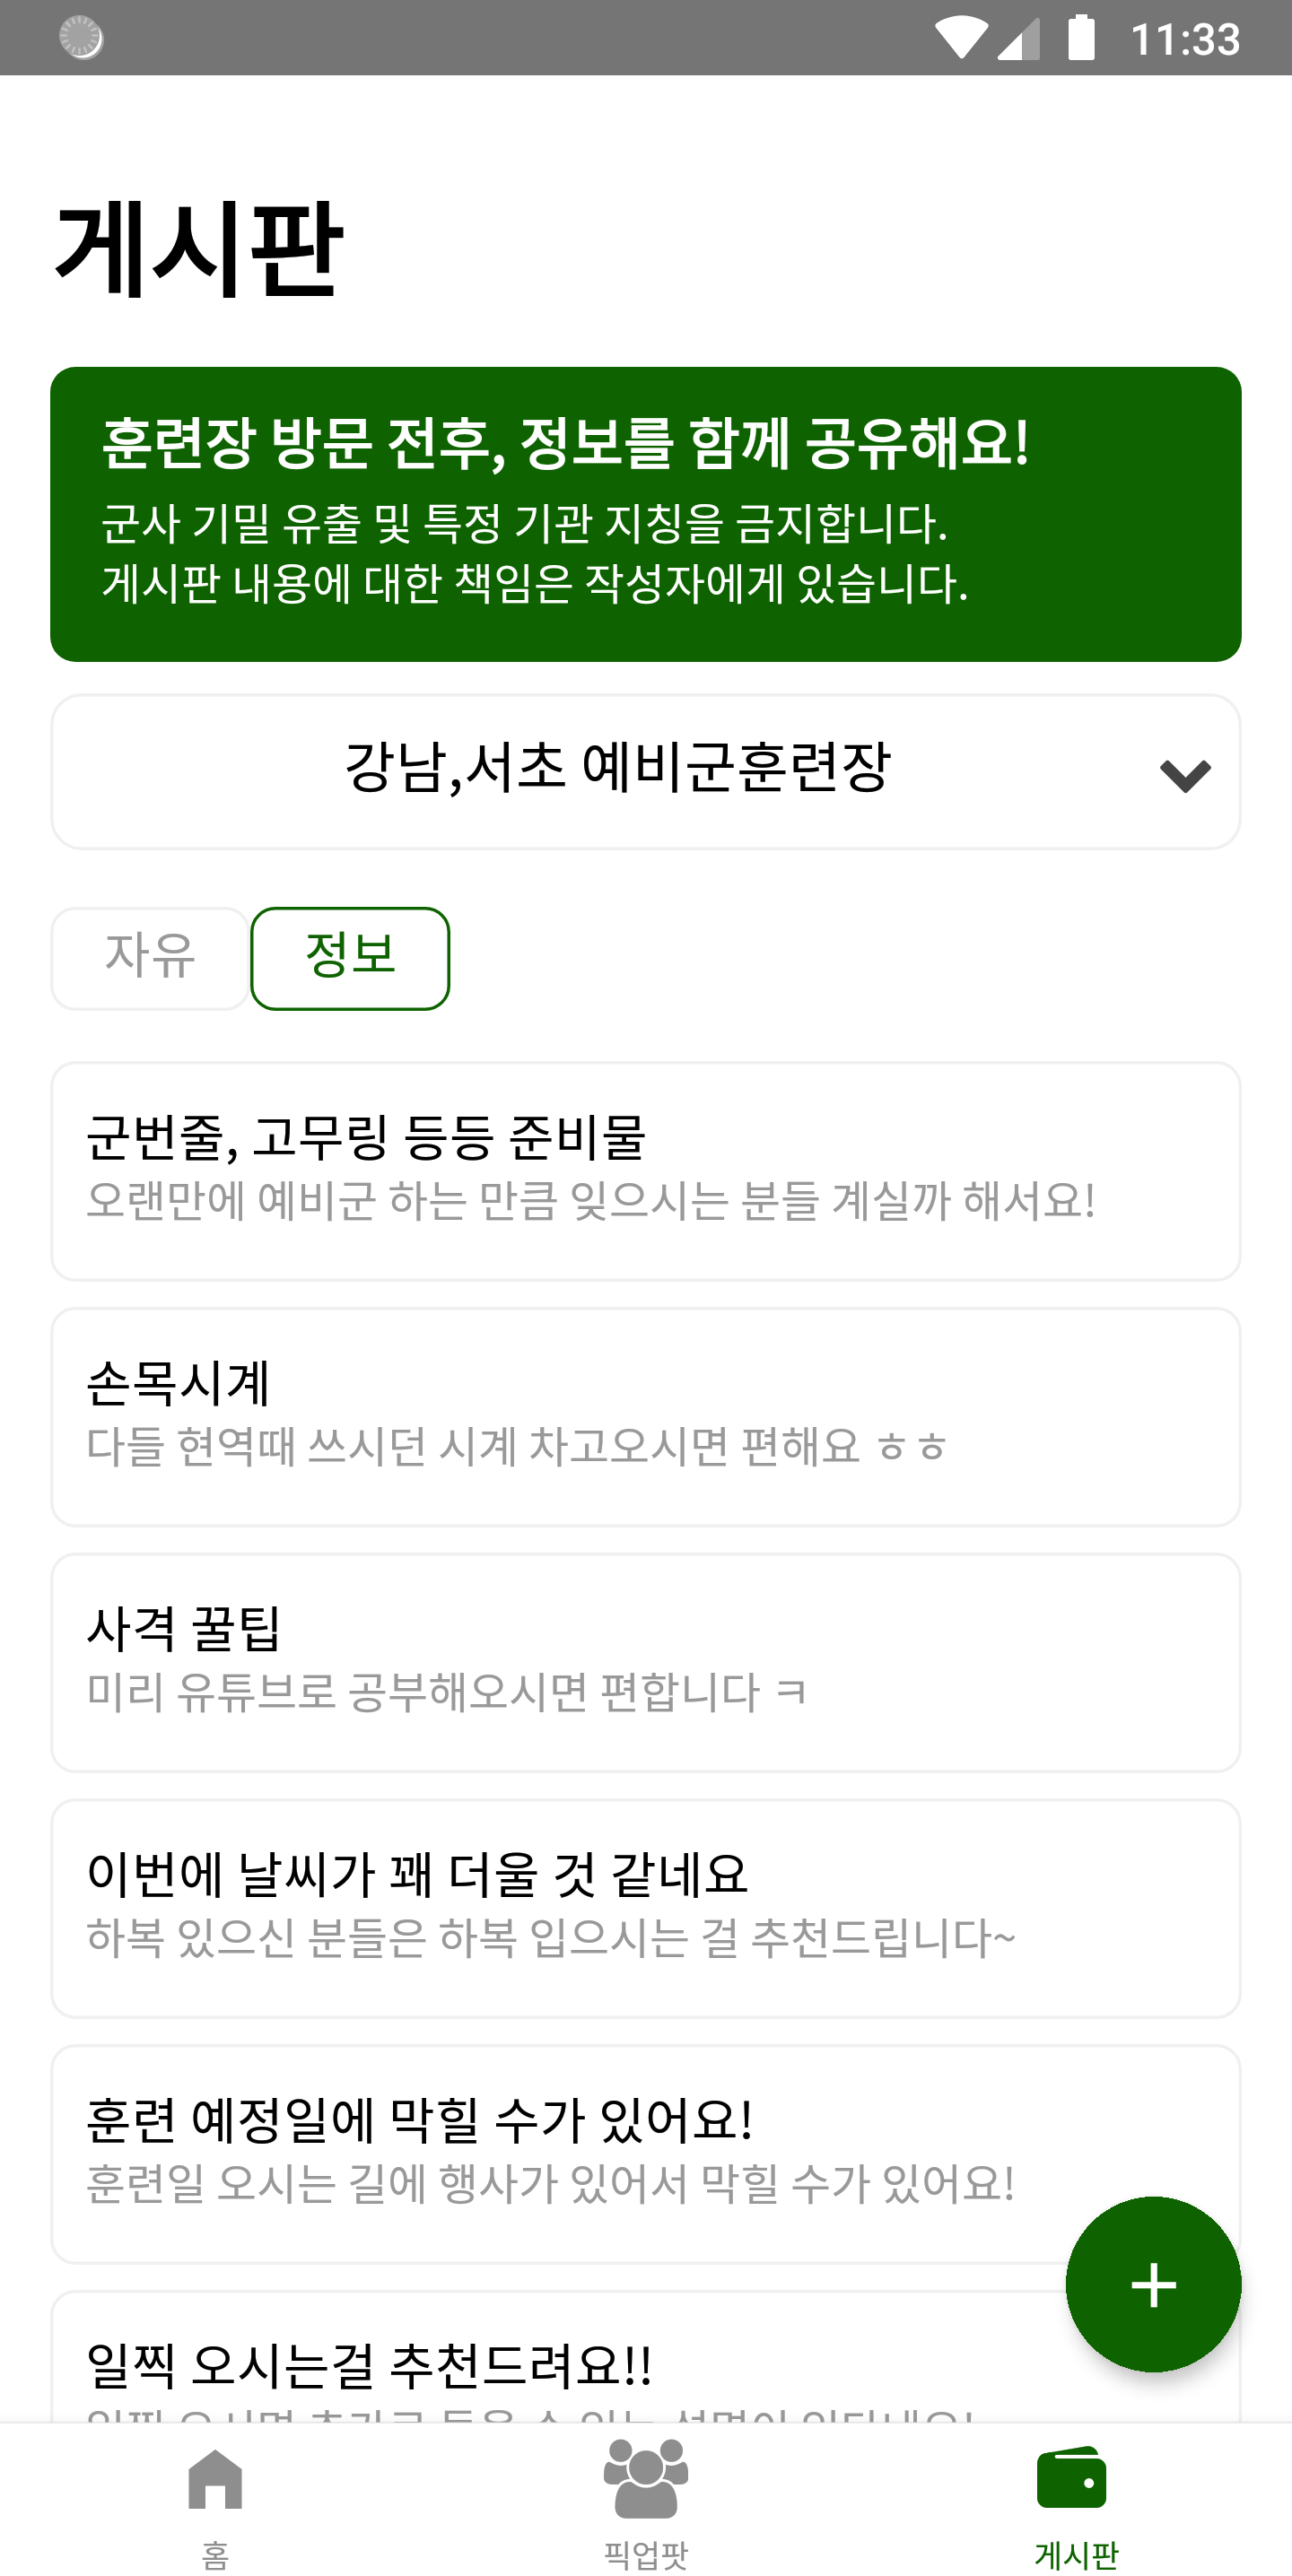 11:33
게시판
훈련장 방문 전후, 정보를 함께 공유해요!
군사 기밀 유출 및 특정 기관 지칭을 금지합니다.
게시판 내용에 대한 책임은 작성자에게 있습니다.
강남,서초 예비군훈련장
자유 정보
군번줄, 고무링 등등 준비물
오랜만에 예비군 하는 만큼 잊으시는 분들 계실까 해서요!
손목시계
다들 현역때 쓰시던 시계 차고오시면 편해요 ㅎㅎ
사격 꿀팁
미리 유튜브로 공부해오시면 편합니다 ㅋ
이번에 날씨가 꽤 더울 것 같네요
하복 있으신 분들은 하복 입으시는 걸 추천드립니다~
훈련 예정일에 막힐 수가 있어요!
훈련일 오시는 길에 행사가 있어서 막힐 수가 있어요!
일찍 오시는걸 추천드려요!!
홈 픽업팟 게시판